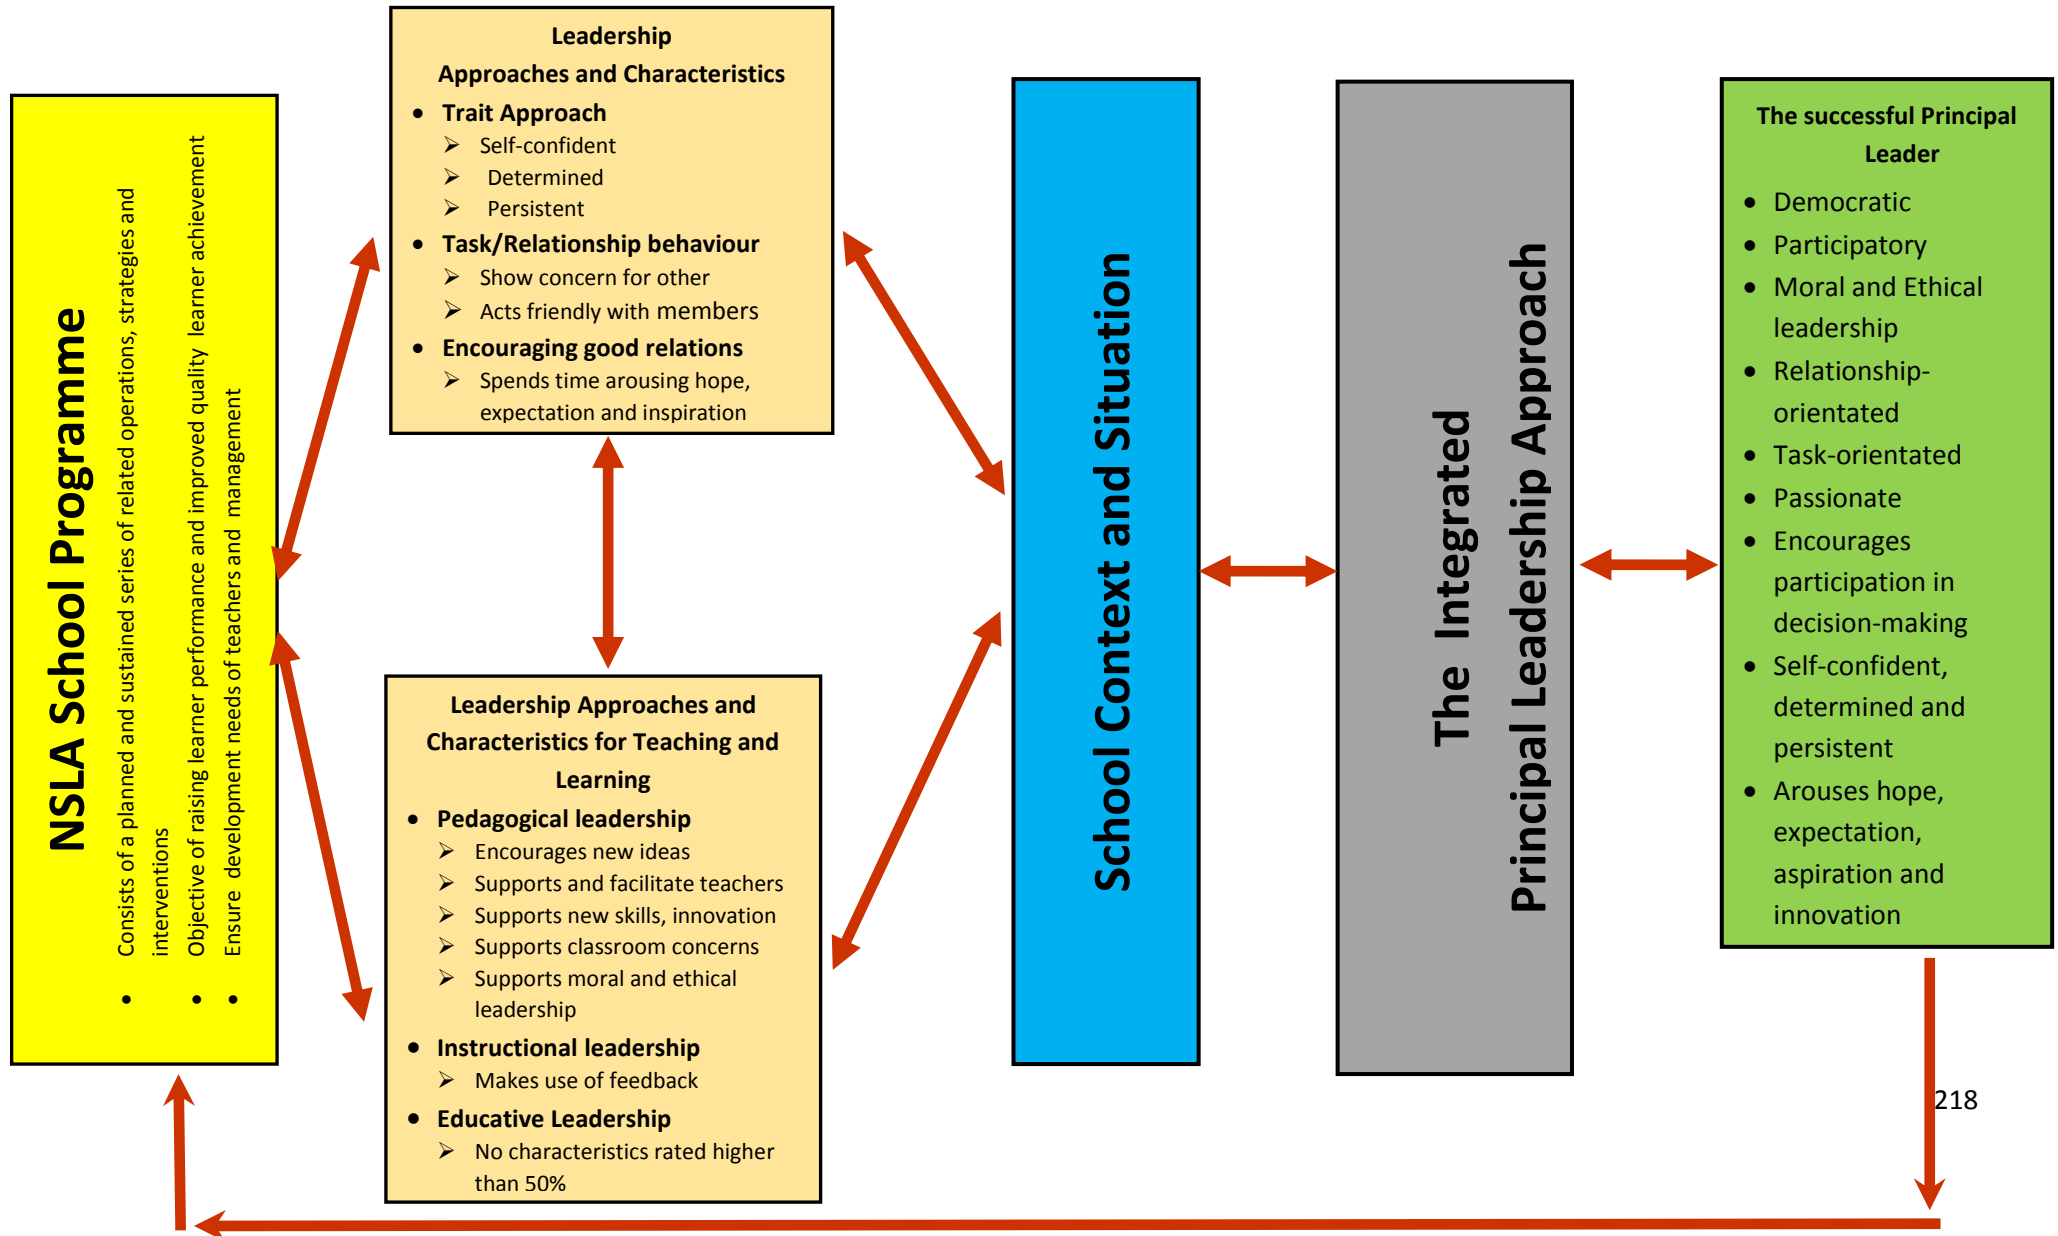 NSLA School Programme
• Consists of a planned and sustained series of related operations, strategies and
interventions
• Objective of raising learner performance and improved quality learner achievement
• Ensure development needs of teachers and management
Leadership
Approaches and Characteristics
• Trait Approach
➢ Self-confident
➢ Determined
➢ Persistent
• Task/Relationship behaviour
➢ Show concern for other
➢ Acts friendly with members
• Encouraging good relations
➢ Spends time arousing hope,
expectation and inspiration
Leadership Approaches and
Characteristics for Teaching and
Learning
• Pedagogical leadership
➢ Encourages new ideas
➢ Supports and facilitate teachers
➢ Supports new skills, innovation
➢ Supports classroom concerns
➢ Supports moral and ethical
leadership
• Instructional leadership
➢ Makes use of feedback
• Educative Leadership
➢ No characteristics rated higher
than 50%
School Context and Situation
The Integrated
Principal Leadership Approach
The successful Principal
Leader
• Democratic
• Participatory
• Moral and Ethical
leadership
• Relationship-
orientated
• Task-orientated
• Passionate
• Encourages
participation in
decision-making
• Self-confident,
determined and
persistent
• Arouses hope,
expectation,
aspiration and
innovation
218